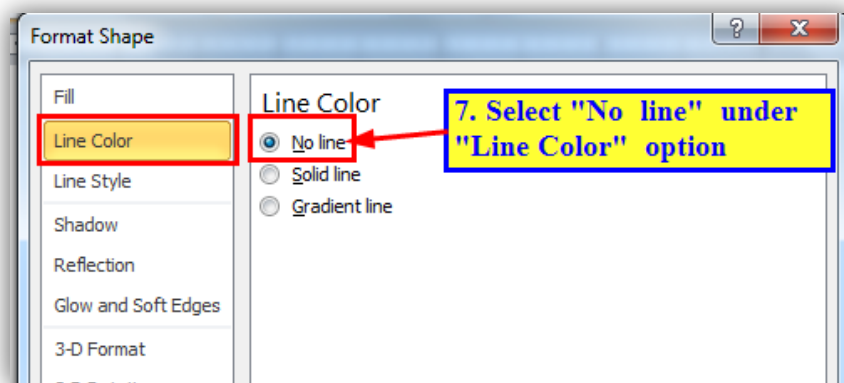 Format Shape
Fill
Line Color
Line Style
Shadow
Reflection
Glow and Soft Edges
3-D Format
Line Color
No line
Solid line
Gradient line
7. Select "No line" under
"Line Color" option